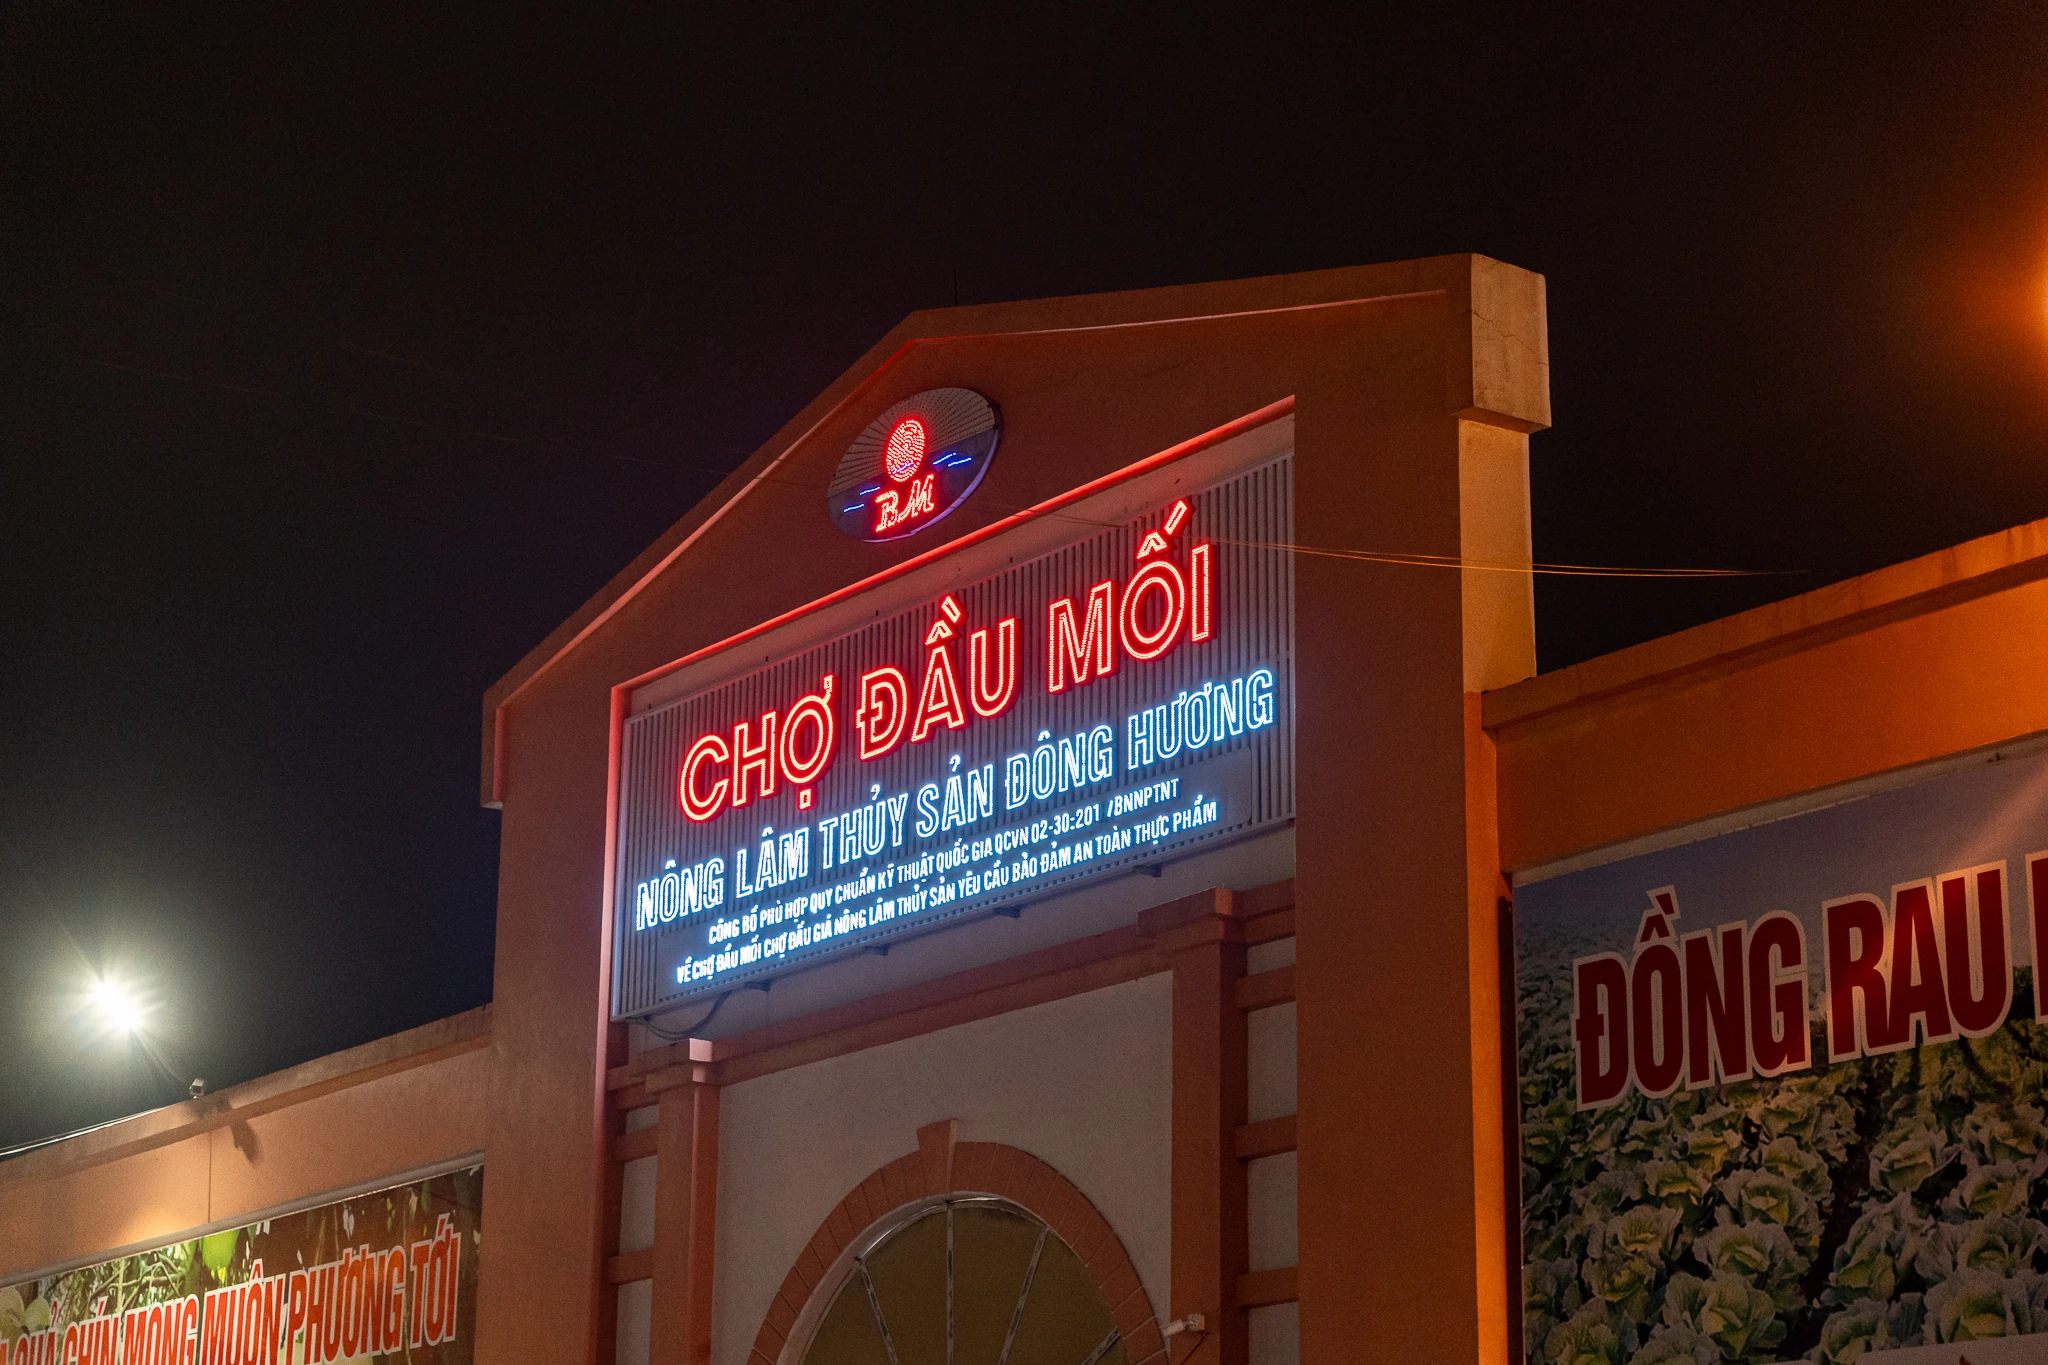 BM
CHỢ ĐẦU MỐI
NÔNG LÂM THỦY SẢN ĐÔNG HƯƠNG
CÔNG BỐ PHÙ HỢP QUY CHUẨN KỸ THUẬT QUỐC GIA QCVN 02-30:201 /BNNPTNT
VỀ CHỢ ĐẦU MỐI CHỢ ĐẤU GIÁ NÔNG LÂM THỦY SẢN YÊU CẦU BẢO ĐẢM AN TOÀN THỰC PHẨM
ĐỒNG RAU
QUẢ CHÍN MONG MUÔN PHƯƠNG TỚI